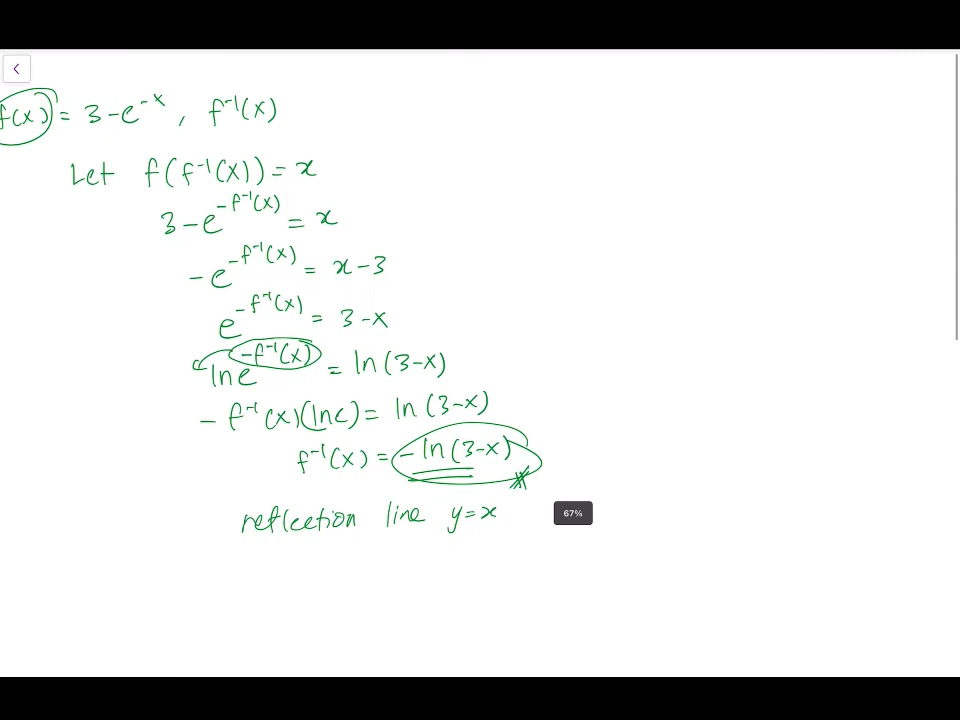 f(x) = 3-e^{-x} , f⁻¹(x)
Let f(f⁻¹(x)) = x
3-e^{-f⁻¹(x)} = x
-e^{-f⁻¹(x)} = x-3
e^{-f⁻¹(x)} = 3-x
ln e^{-f⁻¹(x)} = ln(3-x)
-f⁻¹(x)(ln e) = ln(3-x)
f⁻¹(x) = -ln(3-x)
reflection line y=x
67%